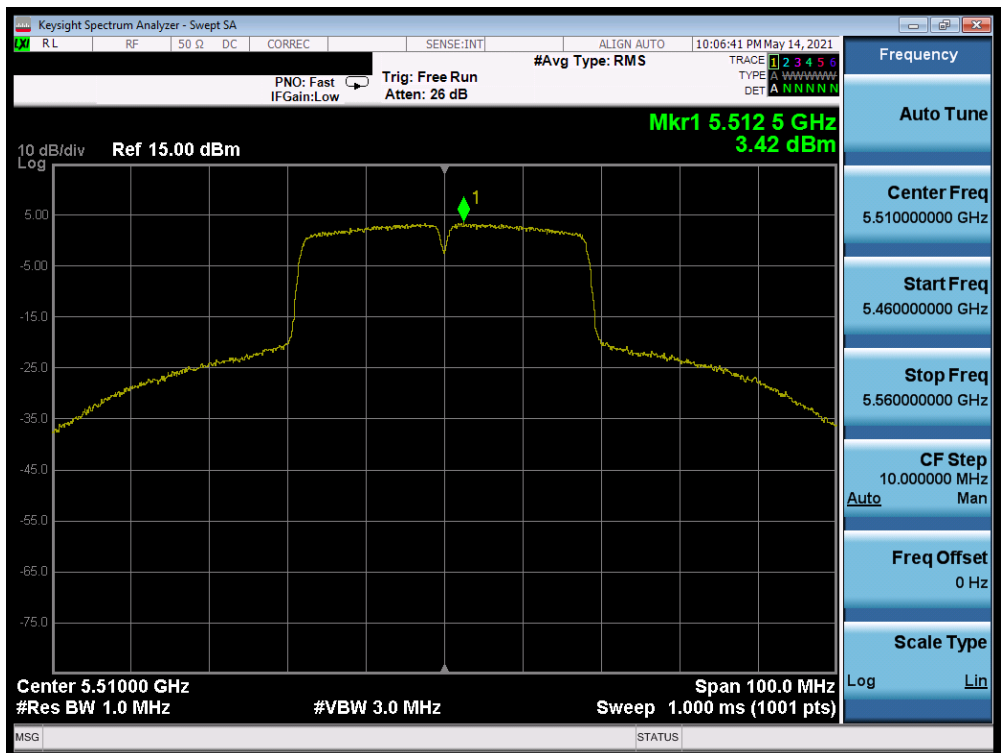 Keysight Spectrum Analyzer - Swept SA
LXI RL RF 50 Ω DC CORREC SENSE:INT ALIGN AUTO 10:06:41 PM May 14, 2021
PNO: Fast
IFGain:Low
Trig: Free Run
Atten: 26 dB
#Avg Type: RMS
TRACE 1 2 3 4 5 6
TYPE A WWWWW
DET A N N N N N
Mkr1 5.512 5 GHz
3.42 dBm
10 dB/div Ref 15.00 dBm
Log
1
5.00
-5.00
-15.0
-25.0
-35.0
-45.0
-55.0
-65.0
-75.0
Center 5.51000 GHz Span 100.0 MHz
#Res BW 1.0 MHz #VBW 3.0 MHz Sweep 1.000 ms (1001 pts)
MSG STATUS
Frequency
Auto Tune
Center Freq
5.510000000 GHz
Start Freq
5.460000000 GHz
Stop Freq
5.560000000 GHz
CF Step
10.000000 MHz
Auto Man
Freq Offset
0 Hz
Scale Type
Log Lin